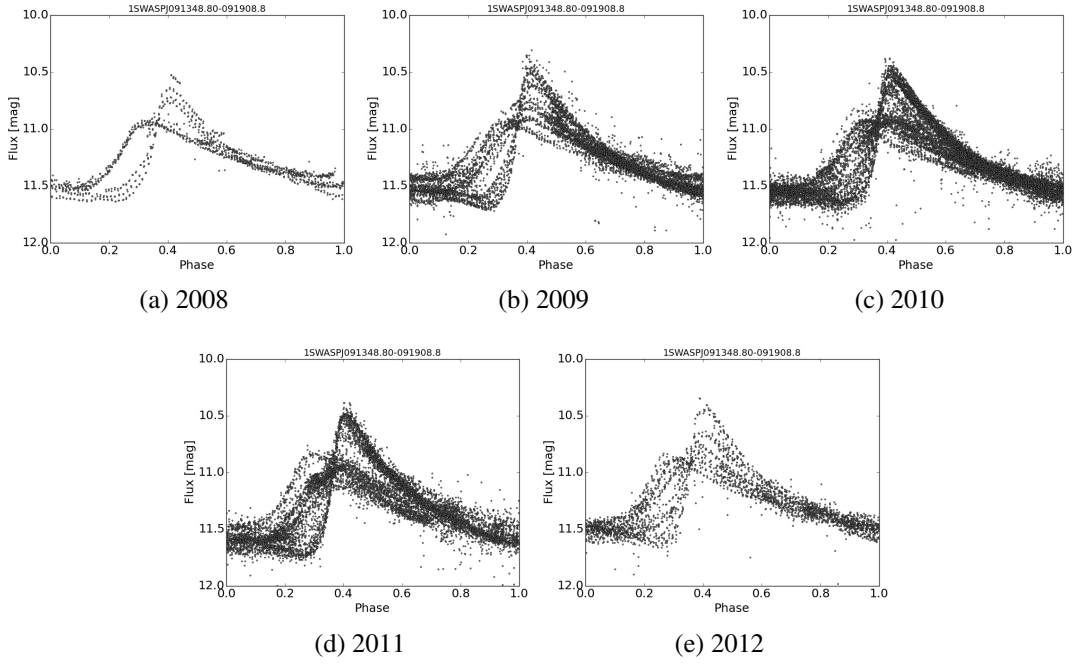 1SWASPJ091348.80-091908.8
10.0
10.5
11.0
11.5
12.0
0.0 0.2 0.4 0.6 0.8 1.0
Flux [mag]
Phase
(a) 2008
1SWASPJ091348.80-091908.8
10.0
10.5
11.0
11.5
12.0
0.0 0.2 0.4 0.6 0.8 1.0
Flux [mag]
Phase
(b) 2009
1SWASPJ091348.80-091908.8
10.0
10.5
11.0
11.5
12.0
0.0 0.2 0.4 0.6 0.8 1.0
Flux [mag]
Phase
(c) 2010
1SWASPJ091348.80-091908.8
10.0
10.5
11.0
11.5
12.0
0.0 0.2 0.4 0.6 0.8 1.0
Flux [mag]
Phase
(d) 2011
1SWASPJ091348.80-091908.8
10.0
10.5
11.0
11.5
12.0
0.0 0.2 0.4 0.6 0.8 1.0
Flux [mag]
Phase
(e) 2012